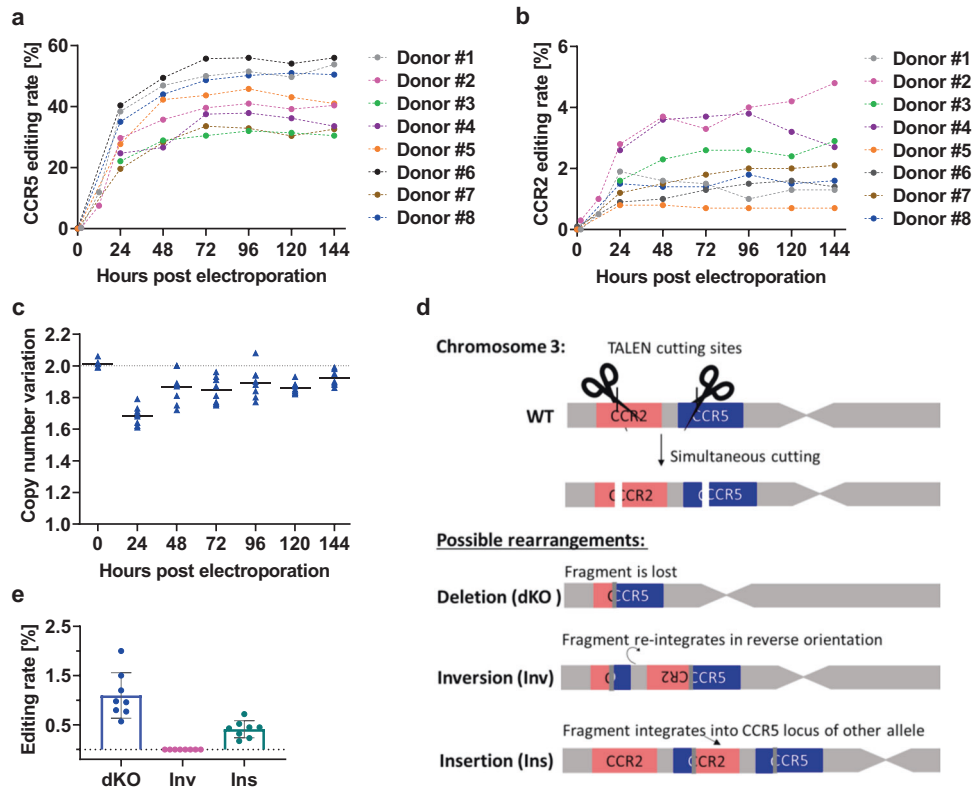 a
CCR5 editing rate [%]
60
40
20
0
0 24 48 72 96 120 144
Hours post electroporation
Donor #1
Donor #2
Donor #3
Donor #4
Donor #5
Donor #6
Donor #7
Donor #8
b
CCR2 editing rate [%]
6
4
2
0
0 24 48 72 96 120 144
Hours post electroporation
Donor #1
Donor #2
Donor #3
Donor #4
Donor #5
Donor #6
Donor #7
Donor #8
c
Copy number variation
2.2
2.0
1.8
1.6
1.4
1.2
1.0
0 24 48 72 96 120 144
Hours post electroporation
d
Chromosome 3:
TALEN cutting sites
WT
CCR2 CCR5
Simultaneous cutting
CCCR2 CCCR5
Possible rearrangements:
Fragment is lost
Deletion (dKO )
CCCR5
Fragment re-integrates in reverse orientation
Inversion (Inv)
C CCR2 CCR5
Fragment integrates into CCR5 locus of other allele
Insertion (Ins)
CCR2 CCR2 CCR5
e
Editing rate [%]
2.5
1.5
0.5
dKO Inv Ins